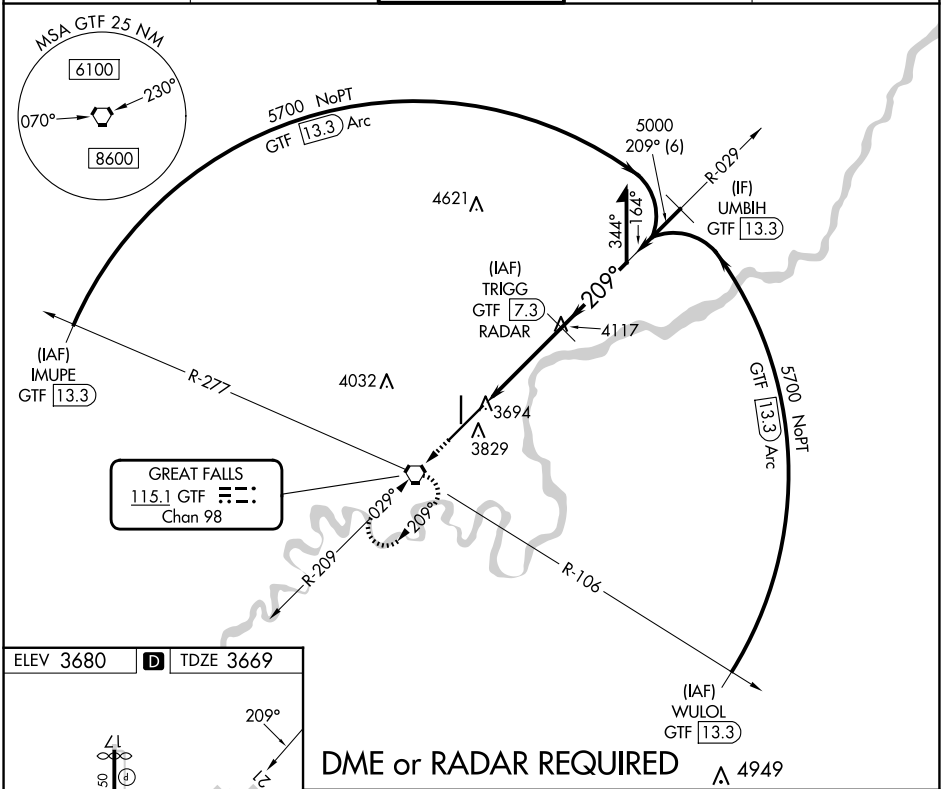 MSA GTF 25 NM
6100
230°
070°
8600
5700 NoPT
GTF 13.3 Arc
5000
209° (6)
R-029
(IF)
UMBIH
GTF 13.3
4621
344°
164°
209°
(IAF)
TRIGG
GTF 7.3
RADAR
4117
(IAF)
IMUPE
GTF 13.3
R-277
4032
3694
3829
5700 NoPT
GTF 13.3 Arc
GREAT FALLS
115.1 GTF
Chan 98
029°
209°
R-209
R-106
(IAF)
WULOL
GTF 13.3
ELEV 3680 D TDZE 3669
209°
17
21
50
P
DME or RADAR REQUIRED
4949